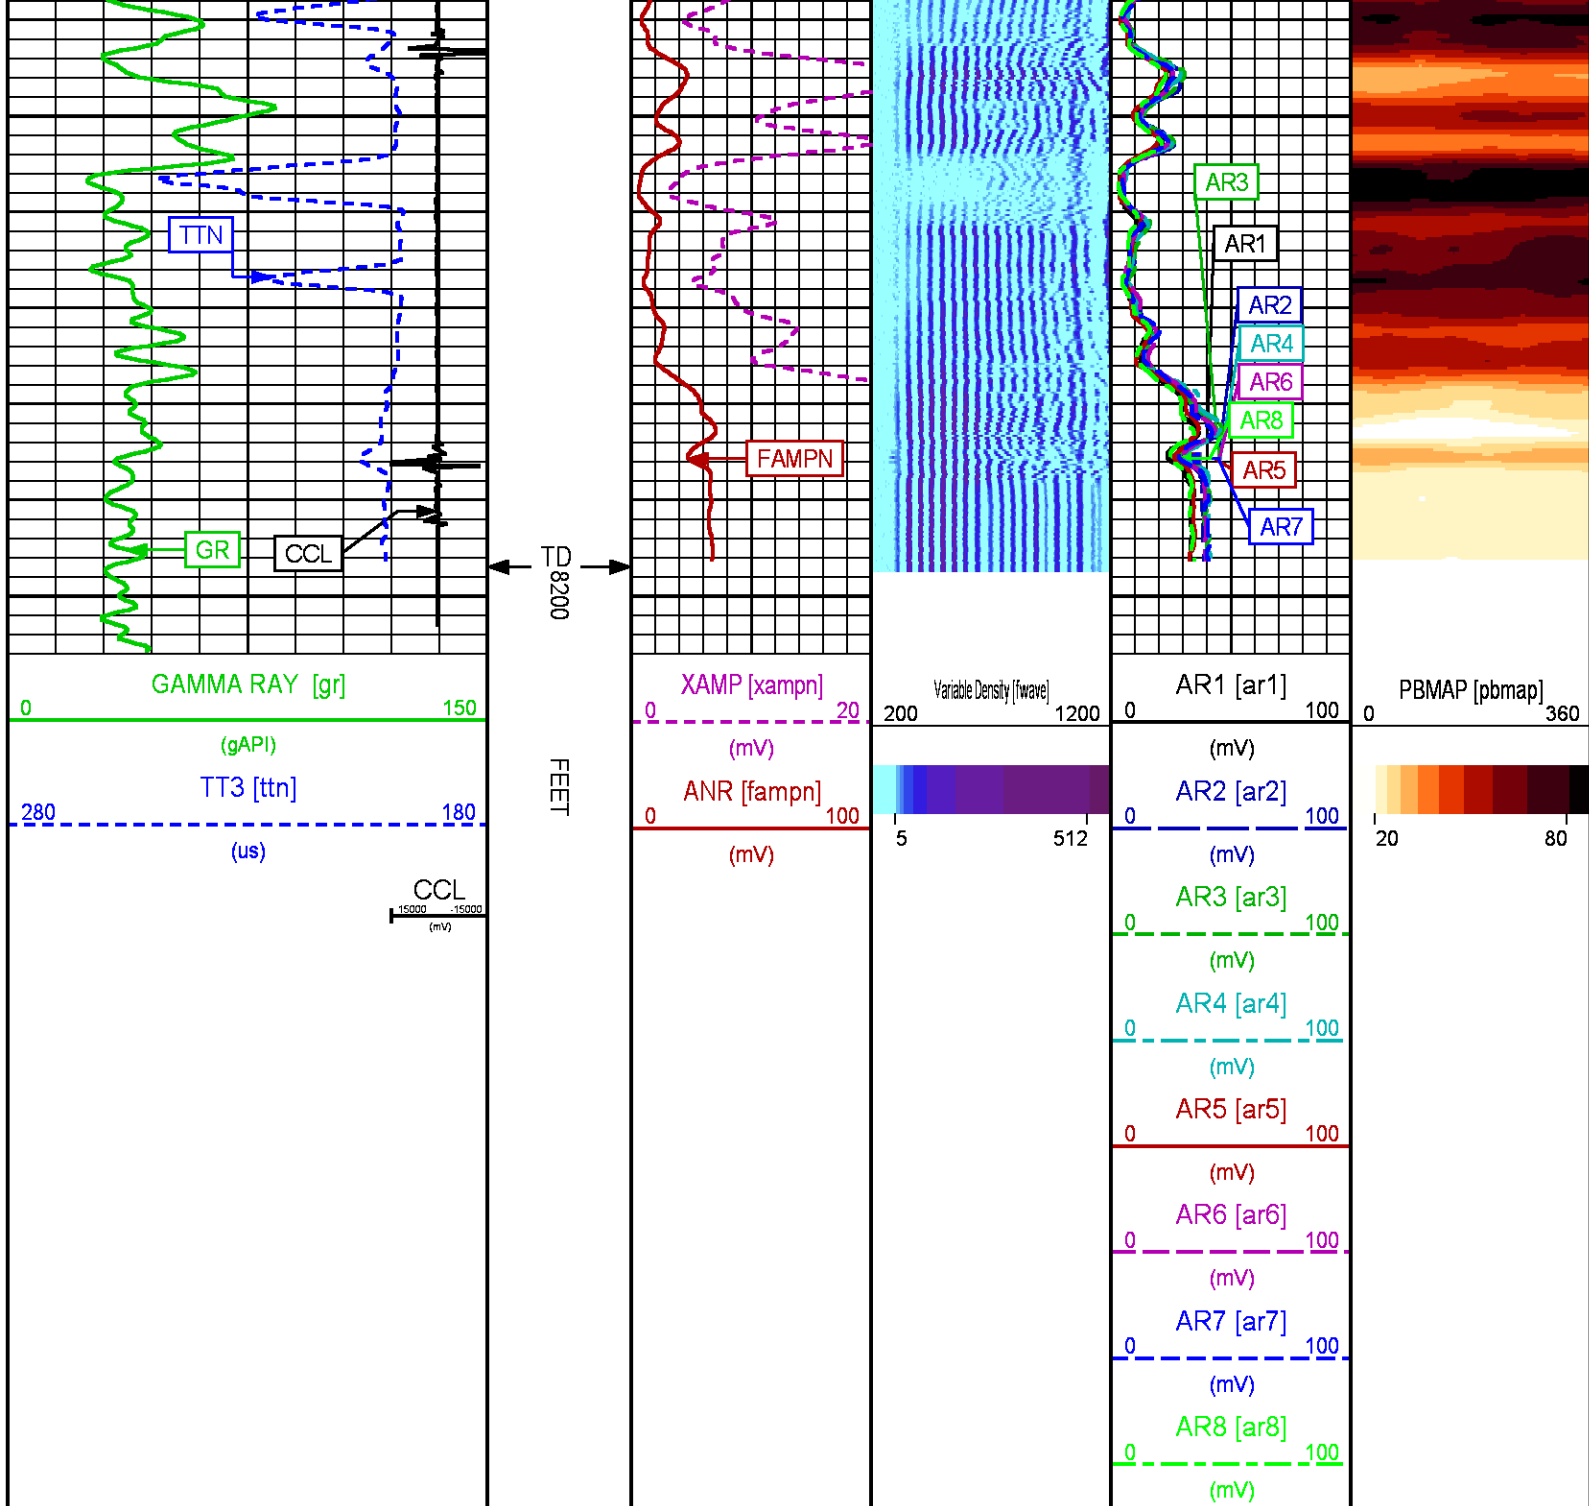 AR3
TTN
AR1
AR2
AR4
AR6
AR8
FAMPN
AR5
AR7
GR
CCL
TD
8200
FEET
GAMMA RAY [gr]
0 150
(gAPI)
TT3 [ttn]
280 180
(us)
CCL
15000 -15000
(mV)
XAMP [xampn]
0 20
(mV)
ANR [fampn]
0 100
(mV)
Variable Density [fwave]
200 1200
5 512
AR1 [ar1]
0 100
(mV)
AR2 [ar2]
0 100
(mV)
AR3 [ar3]
0 100
(mV)
AR4 [ar4]
0 100
(mV)
AR5 [ar5]
0 100
(mV)
AR6 [ar6]
0 100
(mV)
AR7 [ar7]
0 100
(mV)
AR8 [ar8]
0 100
(mV)
PBMAP [pbmap]
0 360
20 80